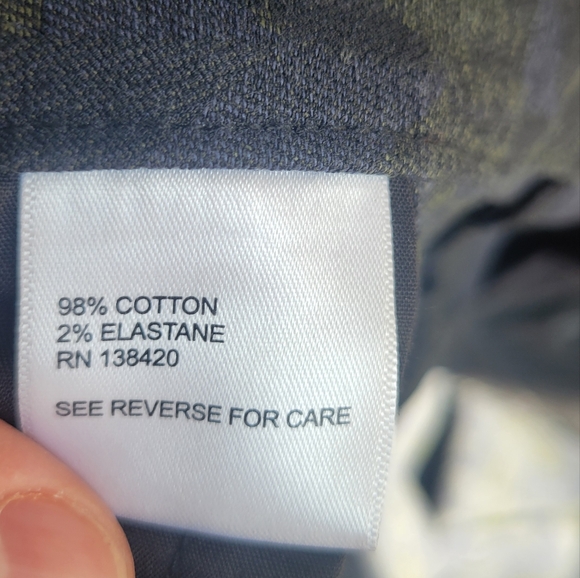 98% COTTON
2% ELASTANE
RN 138420
SEE REVERSE FOR CARE